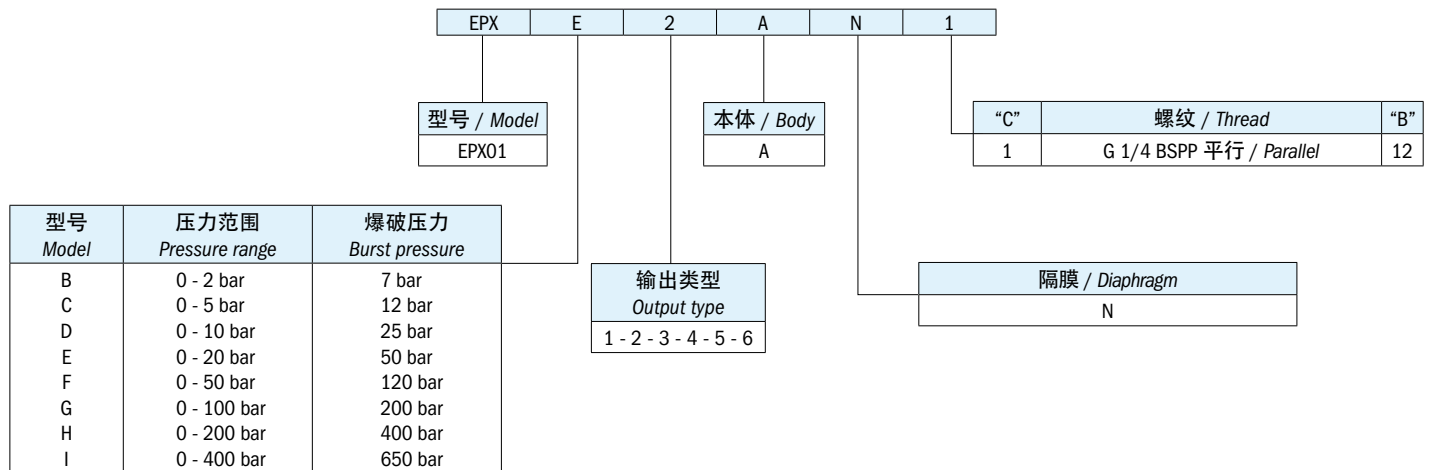 EPX E 2 A N 1
型号 / Model
EPX01
本体 / Body
A
“C” 螺纹 / Thread “B”
1 G 1/4 BSPP 平行 / Parallel 12
型号 压力范围 爆破压力
Model Pressure range Burst pressure
B 0 - 2 bar 7 bar
C 0 - 5 bar 12 bar
D 0 - 10 bar 25 bar
E 0 - 20 bar 50 bar
F 0 - 50 bar 120 bar
G 0 - 100 bar 200 bar
H 0 - 200 bar 400 bar
I 0 - 400 bar 650 bar
输出类型
Output type
1 - 2 - 3 - 4 - 5 - 6
隔膜 / Diaphragm
N